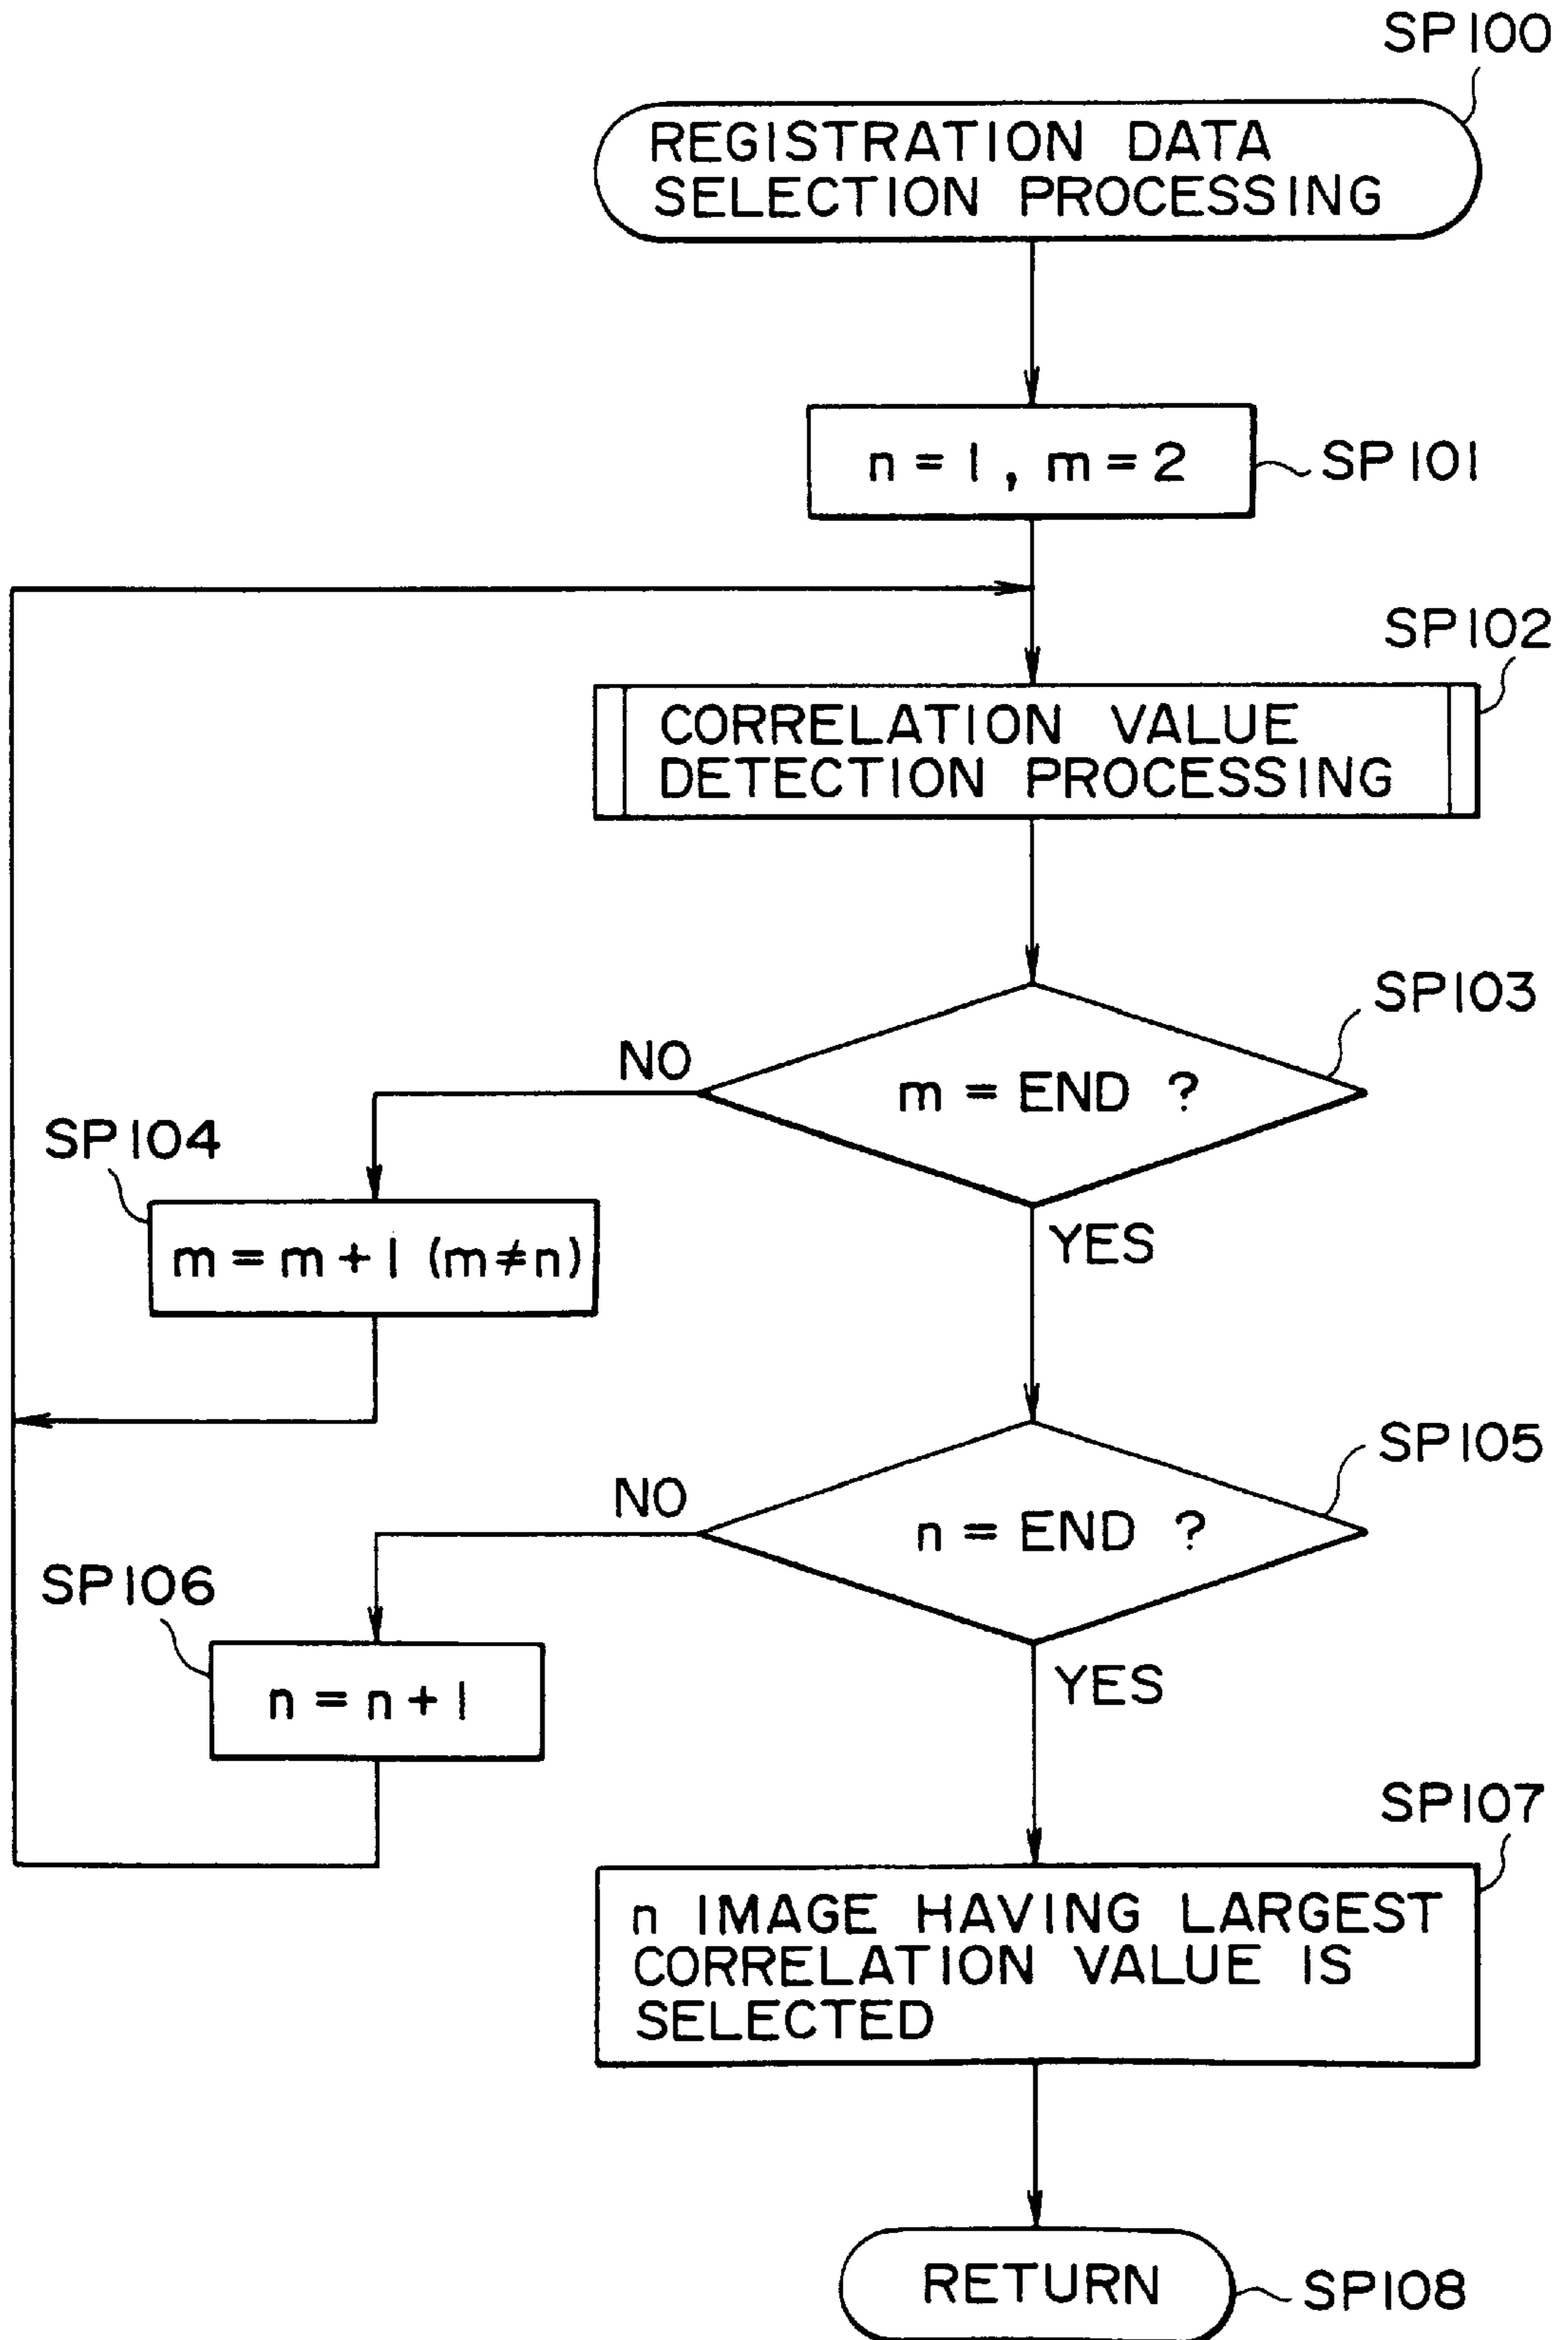 SP100
REGISTRATION DATA
SELECTION PROCESSING
n = 1 , m = 2
SP101
SP102
CORRELATION VALUE
DETECTION PROCESSING
SP103
NO
m = END ?
SP104
m = m + 1 (m≠n)
YES
SP105
NO
n = END ?
SP106
n = n + 1
YES
SP107
n IMAGE HAVING LARGEST
CORRELATION VALUE IS
SELECTED
RETURN
SP108